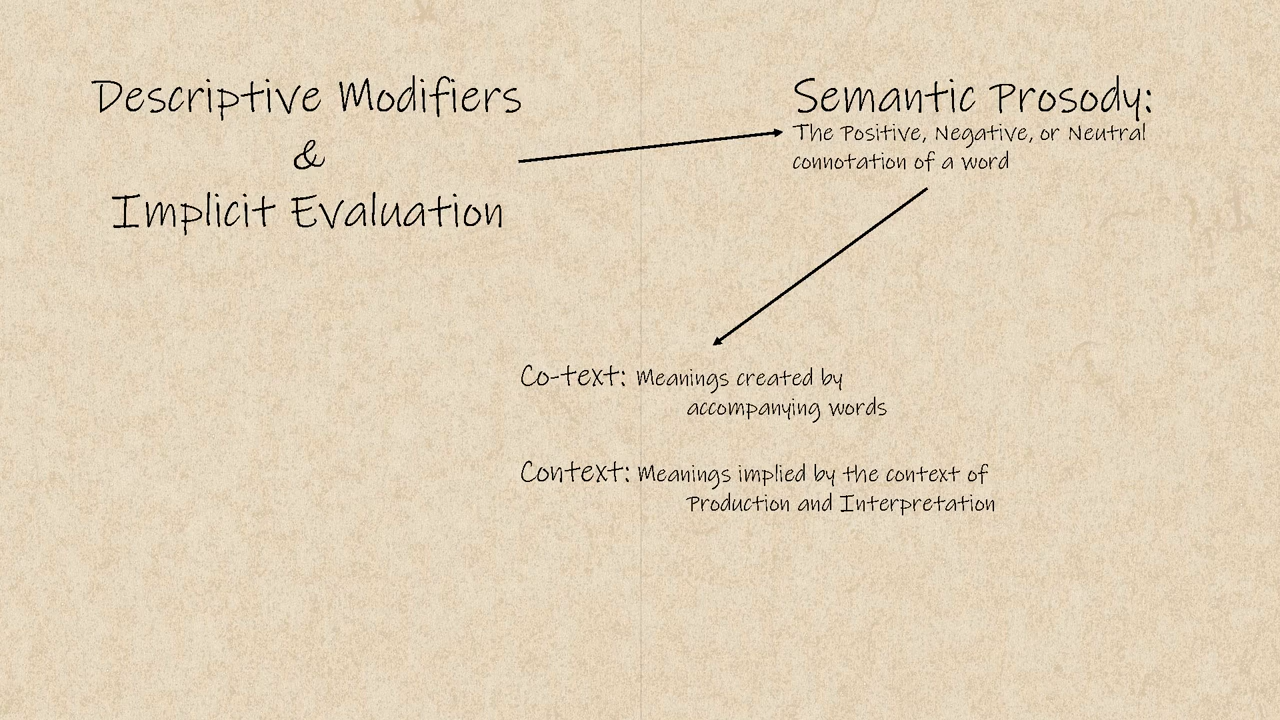 Descriptive Modifiers
&
Implicit Evaluation
Semantic Prosody:
The Positive, Negative, or Neutral
connotation of a word
Co-text: Meanings created by
accompanying words
Context: Meanings implied by the context of
Production and Interpretation